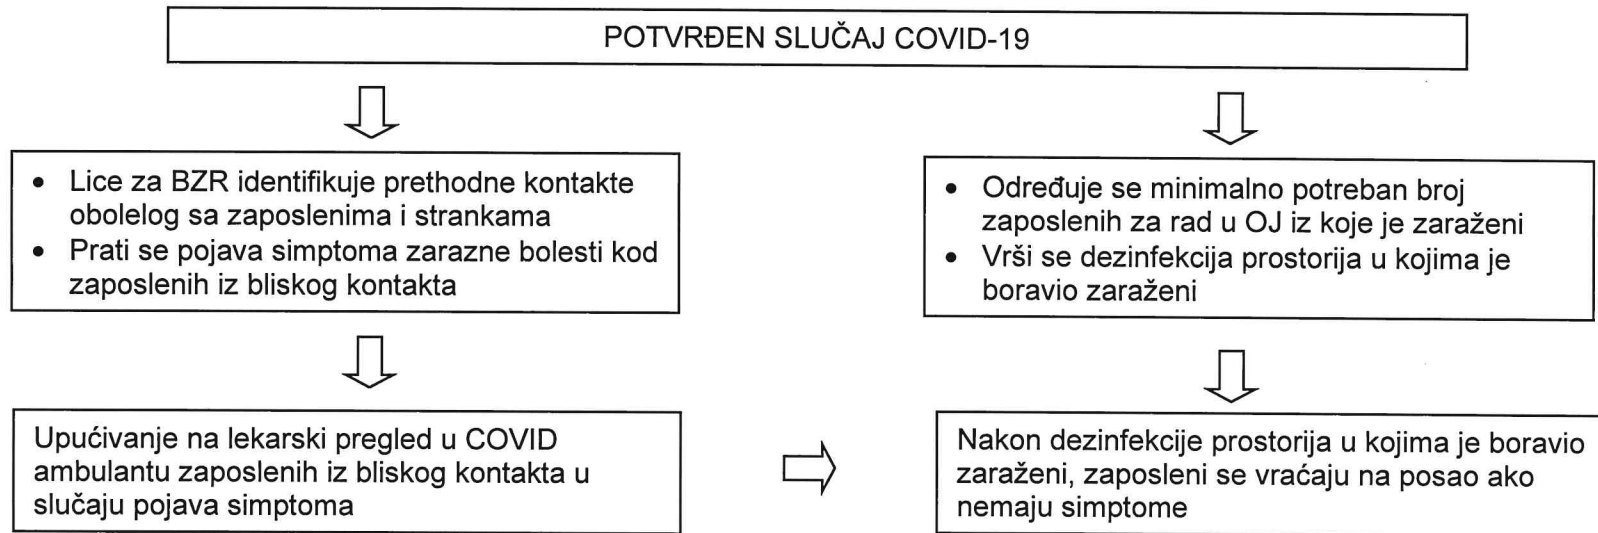 POTVRĐEN SLUČAJ COVID-19
• Lice za BZR identifikuje prethodne kontakte
obolelog sa zaposlenima i strankama
• Prati se pojava simptoma zarazne bolesti kod
zaposlenih iz bliskog kontakta
• Određuje se minimalno potreban broj
zaposlenih za rad u OJ iz koje je zaraženi
• Vrši se dezinfekcija prostorija u kojima je
boravio zaraženi
Upućivanje na lekarski pregled u COVID
ambulantu zaposlenih iz bliskog kontakta u
slučaju pojava simptoma
Nakon dezinfekcije prostorija u kojima je boravio
zaraženi, zaposleni se vraćaju na posao ako
nemaju simptome